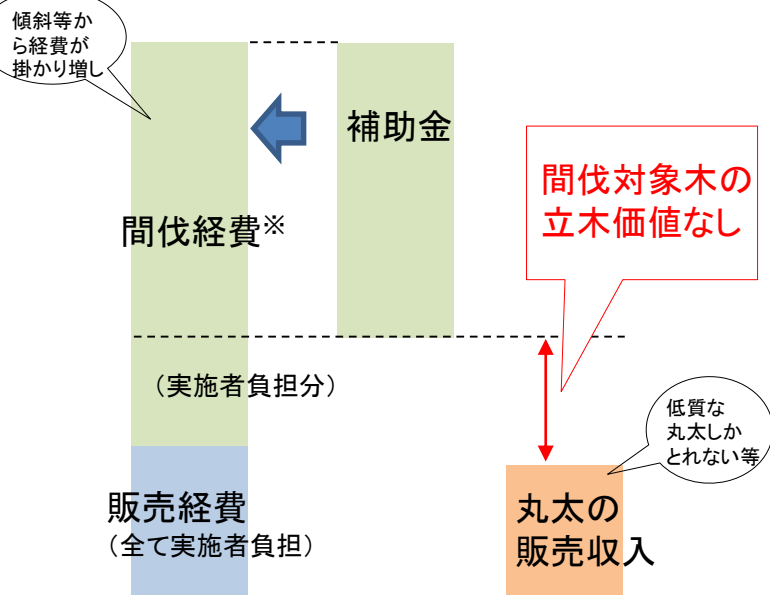 傾斜等か
ら経費が
掛かり増し
補助金
間伐対象木の
立木価値なし
間伐経費※
（実施者負担分）
低質な
丸太しか
とれない等
販売経費
（全て実施者負担）
丸太の
販売収入